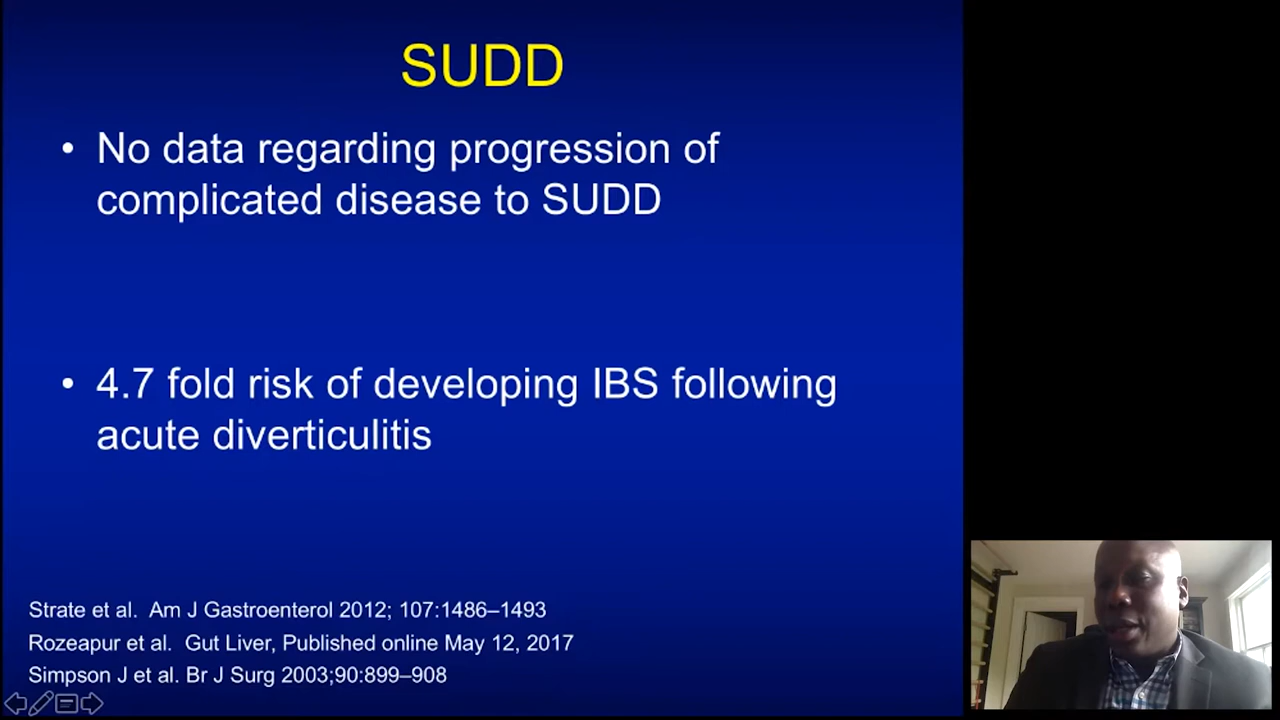 SUDD
• No data regarding progression of
complicated disease to SUDD
• 4.7 fold risk of developing IBS following
acute diverticulitis
Strate et al.  Am J Gastroenterol 2012; 107:1486–1493
Rozeapur et al.  Gut Liver, Published online May 12, 2017
Simpson J et al. Br J Surg 2003;90:899–908